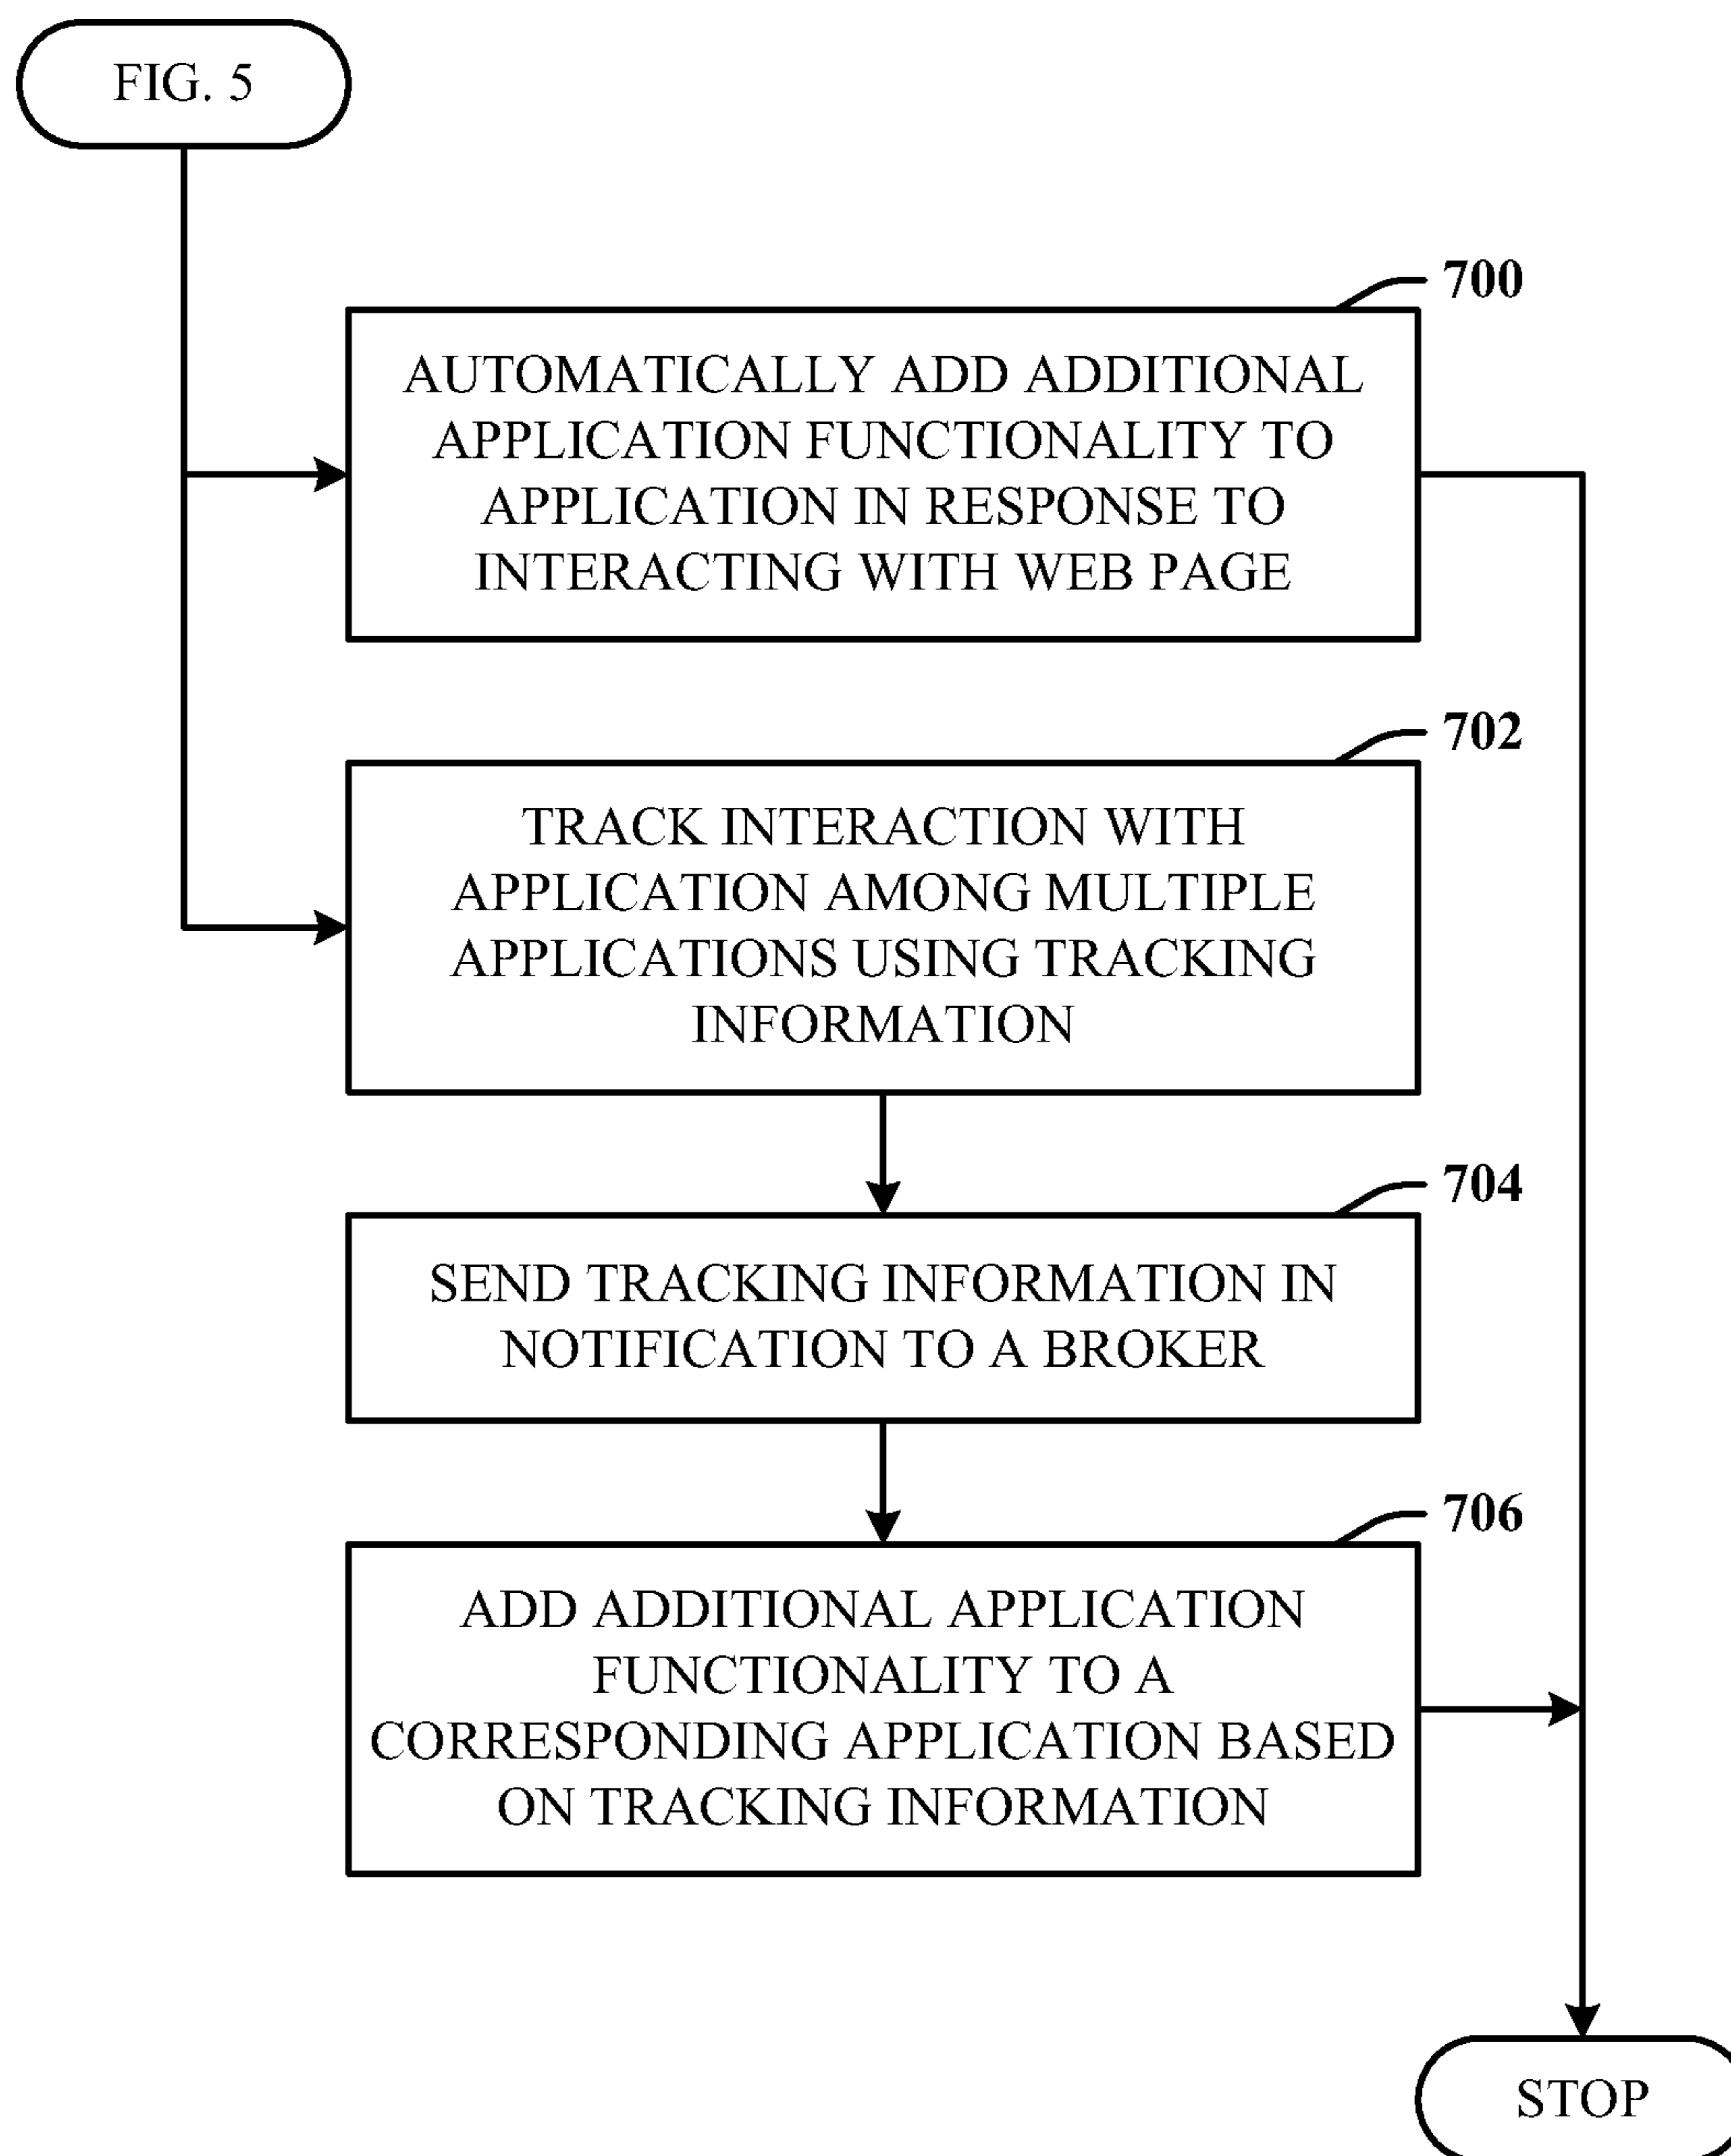 FIG. 5
700
AUTOMATICALLY ADD ADDITIONAL
APPLICATION FUNCTIONALITY TO
APPLICATION IN RESPONSE TO
INTERACTING WITH WEB PAGE
702
TRACK INTERACTION WITH
APPLICATION AMONG MULTIPLE
APPLICATIONS USING TRACKING
INFORMATION
704
SEND TRACKING INFORMATION IN
NOTIFICATION TO A BROKER
706
ADD ADDITIONAL APPLICATION
FUNCTIONALITY TO A
CORRESPONDING APPLICATION BASED
ON TRACKING INFORMATION
STOP